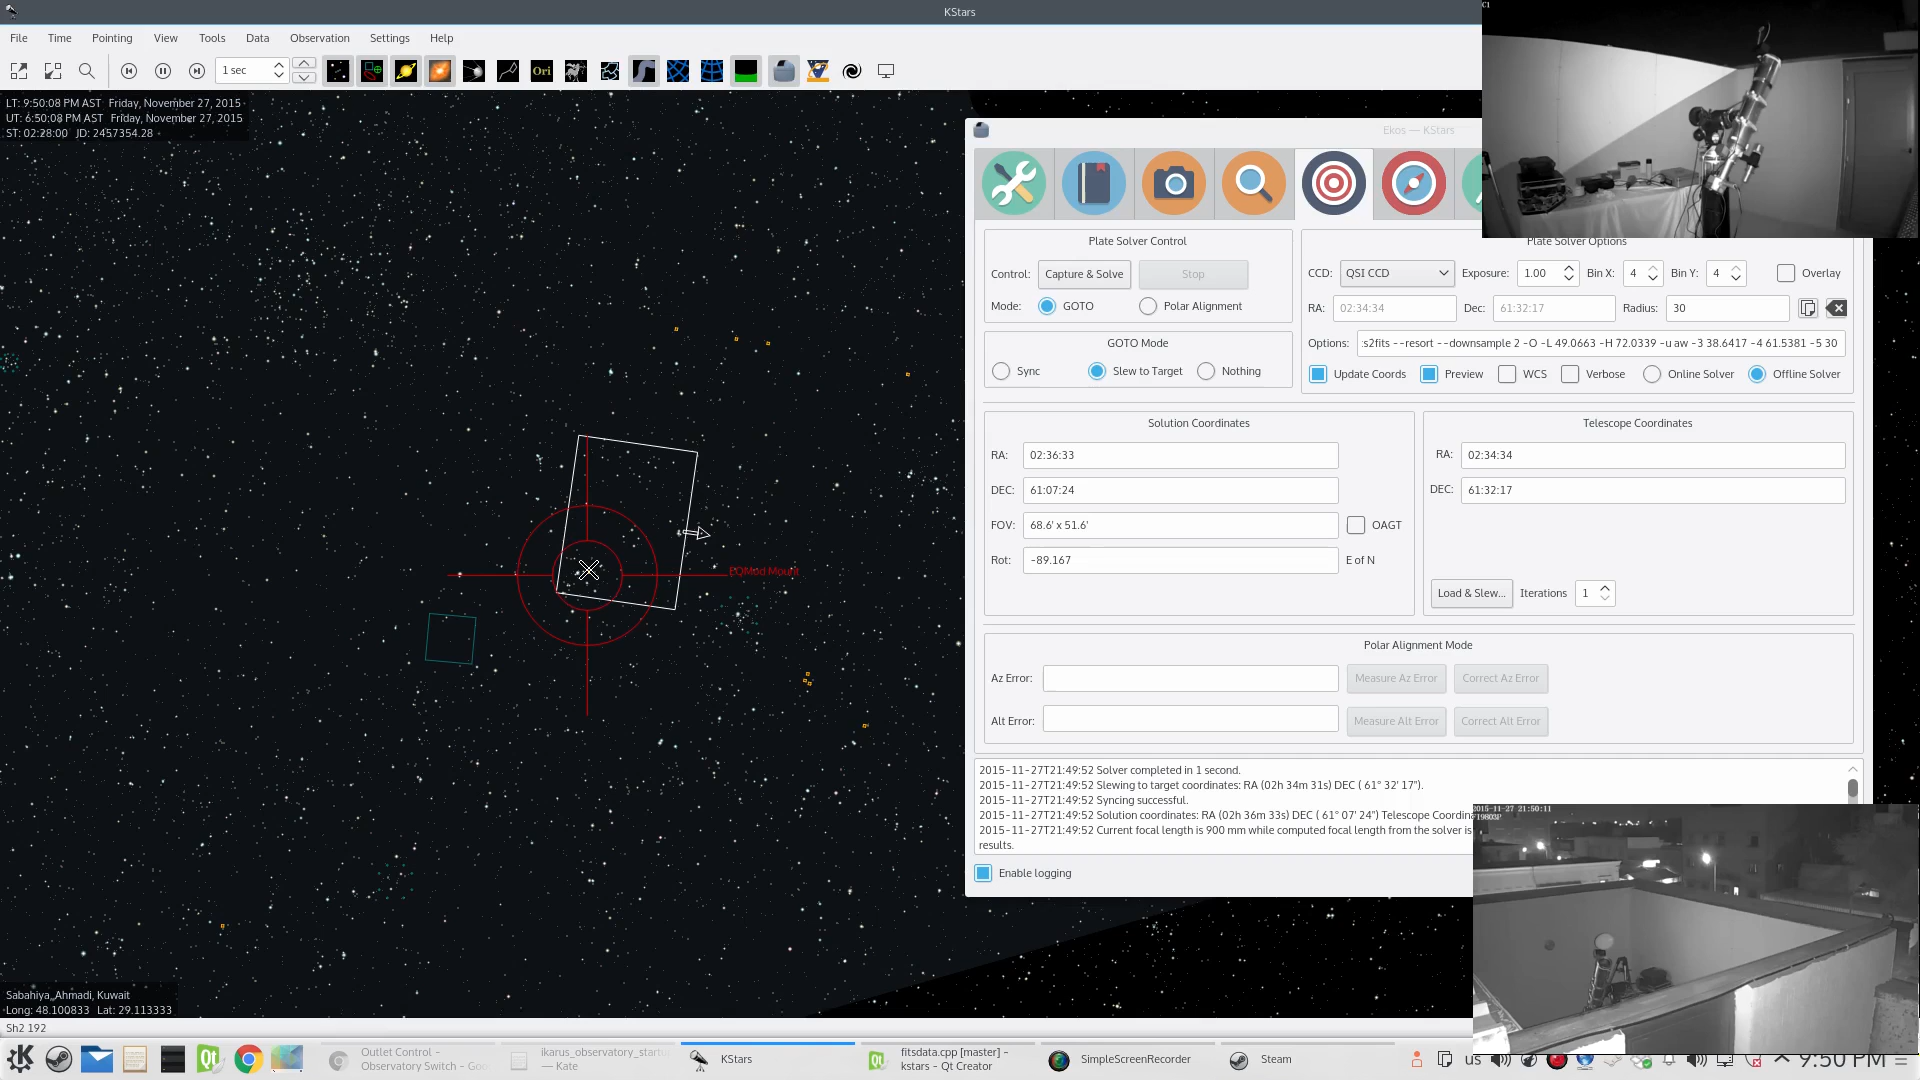 KStars
File Time Pointing View Tools Data Observation Settings Help
1 sec
Ori
LT: 9:50:08 PM AST Friday, November 27, 2015
UT: 6:50:08 PM AST Friday, November 27, 2015
ST: 02:28:00 JD: 2457354.28
EQMod Mount
Ekos — KStars
Plate Solver Control
Control: Capture & Solve Stop
Mode: GOTO Polar Alignment
GOTO Mode
Sync Slew to Target Nothing
Plate Solver Options
CCD: QSI CCD Exposure: 1.00 Bin X: 4 Bin Y: 4 Overlay
RA: 02:34:34 Dec: 61:32:17 Radius: 30
Options: :s2fits --resort --downsample 2 -O -L 49.0663 -H 72.0339 -u aw -3 38.6417 -4 61.5381 -5 30
Update Coords Preview WCS Verbose Online Solver Offline Solver
Solution Coordinates
RA: 02:36:33
DEC: 61:07:24
FOV: 68.6' x 51.6' OAGT
Rot: -89.167 E of N
Telescope Coordinates
RA: 02:34:34
DEC: 61:32:17
Load & Slew... Iterations 1
Polar Alignment Mode
Az Error: Measure Az Error Correct Az Error
Alt Error: Measure Alt Error Correct Alt Error
2015-11-27T21:49:52 Solver completed in 1 second.
2015-11-27T21:49:52 Slewing to target coordinates: RA (02h 34m 31s) DEC ( 61° 32' 17").
2015-11-27T21:49:52 Syncing successful.
2015-11-27T21:49:52 Solution coordinates: RA (02h 36m 33s) DEC ( 61° 07' 24") Telescope Coordin
2015-11-27T21:49:52 Current focal length is 900 mm while computed focal length from the solver is
results.
Enable logging
2015-11-27 21:50:11
Sabahiya, Ahmadi, Kuwait
Long: 48.100833 Lat: 29.113333
Sh2 192
Outlet Control –
Observatory Switch – Goo
ikarus_observatory_startu
— Kate
KStars
fitsdata.cpp [master] –
kstars – Qt Creator
SimpleScreenRecorder
Steam
us
9:50 PM